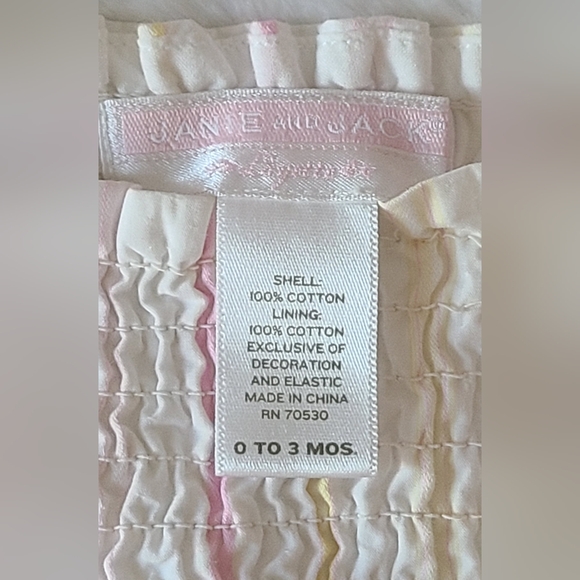 JANIE AND JACK
SHELL:
100% COTTON
LINING:
100% COTTON
EXCLUSIVE OF
DECORATION
AND ELASTIC
MADE IN CHINA
RN 70530
0 TO 3 MOS.